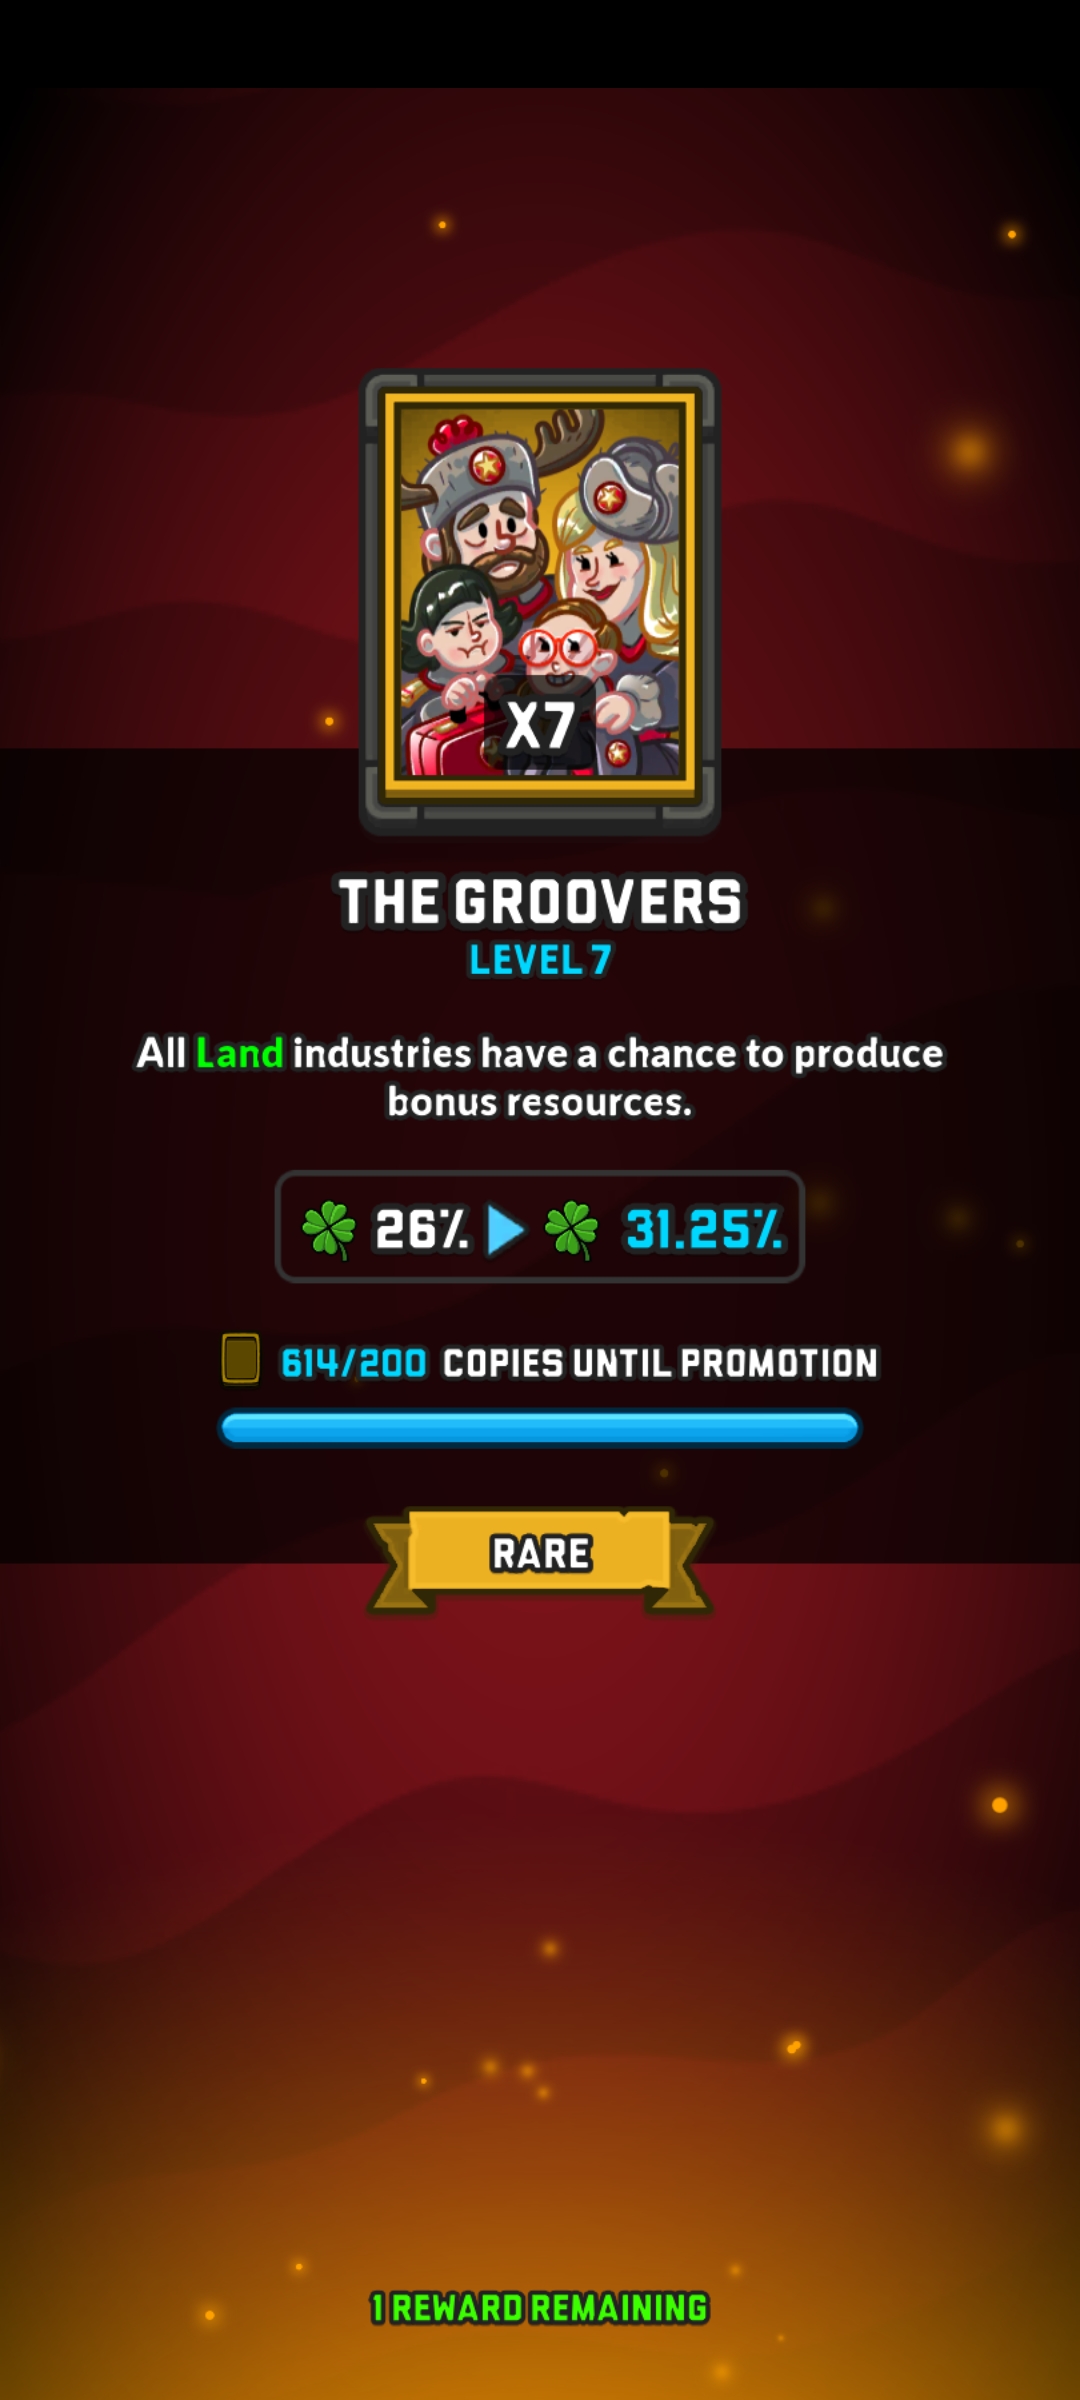 X7
THE GROOVERS
LEVEL 7
All Land industries have a chance to produce
bonus resources.
26% 31.25%
614/200 COPIES UNTIL PROMOTION
RARE
1 REWARD REMAINING